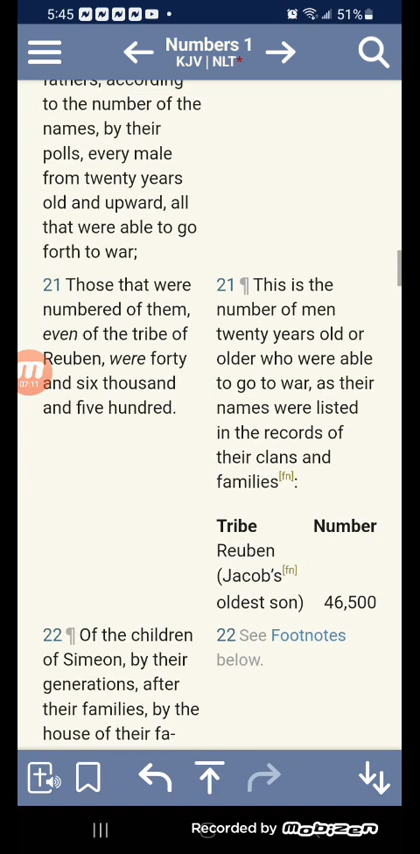 5:45
51%
Numbers 1
KJV | NLT*
fathers, according
to the number of the
names, by their
polls, every male
from twenty years
old and upward, all
that were able to go
forth to war;
21 Those that were
numbered of them,
even of the tribe of
Reuben, were forty
and six thousand
and five hundred.
22 ¶ Of the children
of Simeon, by their
generations, after
their families, by the
house of their fa-
21 ¶ This is the
number of men
twenty years old or
older who were able
to go to war, as their
names were listed
in the records of
their clans and
families[fn]:
Tribe Number
Reuben
(Jacob's[fn]
oldest son) 46,500
22 See Footnotes
below.
07:11
Recorded by mobizen